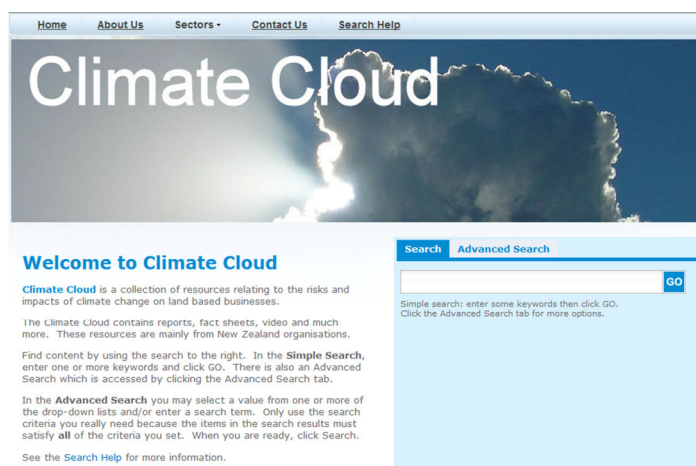 Home About Us Sectors Contact Us Search Help
Climate Cloud
Welcome to Climate Cloud
Climate Cloud is a collection of resources relating to the risks and
impacts of climate change on land based businesses.
The Climate Cloud contains reports, fact sheets, video and much
more. These resources are mainly from New Zealand organisations.
Find content by using the search to the right. In the Simple Search,
enter one or more keywords and click GO. There is also an Advanced
Search which is accessed by clicking the Advanced Search tab.
In the Advanced Search you may select a value from one or more of
the drop-down lists and/or enter a search term. Only use the search
criteria you really need because the items in the search results must
satisfy all of the criteria you set. When you are ready, click Search.
See the Search Help for more information.
Search Advanced Search
GO
Simple search: enter some keywords then click GO.
Click the Advanced Search tab for more options.